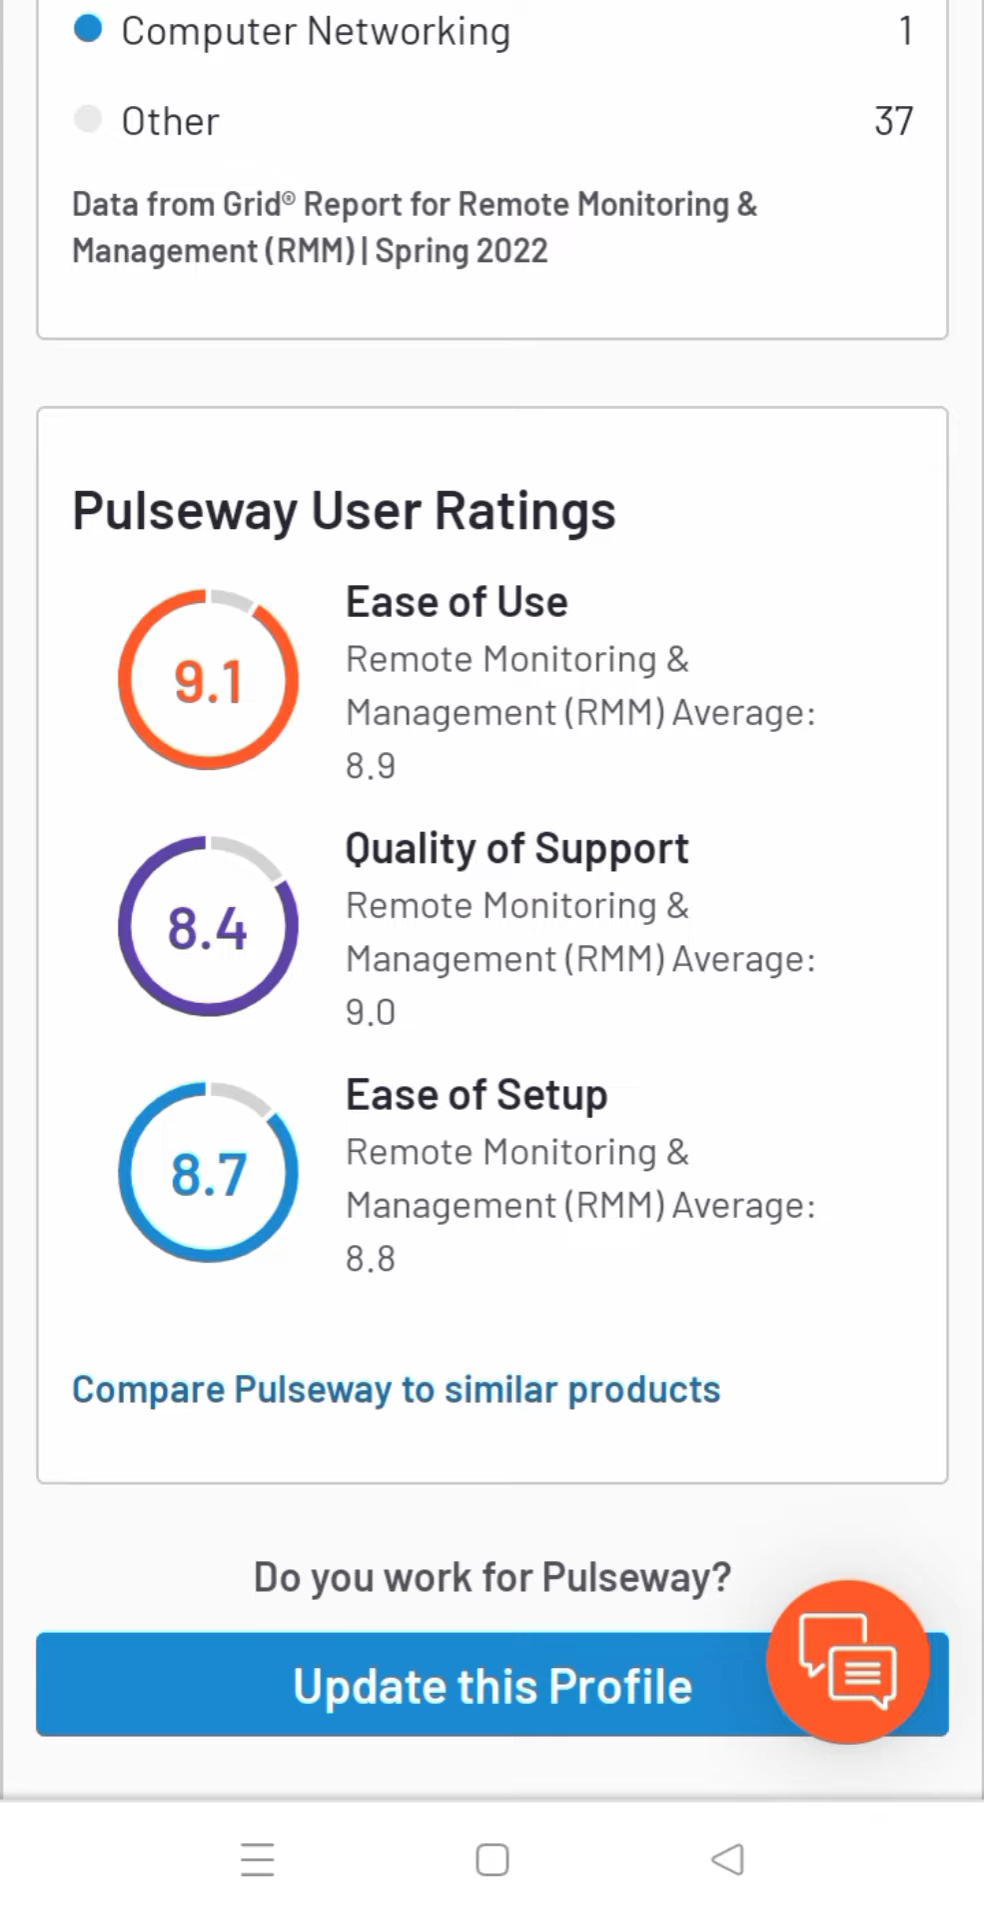 Computer Networking 1
Other 37
Data from Grid® Report for Remote Monitoring &
Management (RMM) | Spring 2022
Pulseway User Ratings
9.1
Ease of Use
Remote Monitoring &
Management (RMM) Average:
8.9
8.4
Quality of Support
Remote Monitoring &
Management (RMM) Average:
9.0
8.7
Ease of Setup
Remote Monitoring &
Management (RMM) Average:
8.8
Compare Pulseway to similar products
Do you work for Pulseway?
Update this Profile